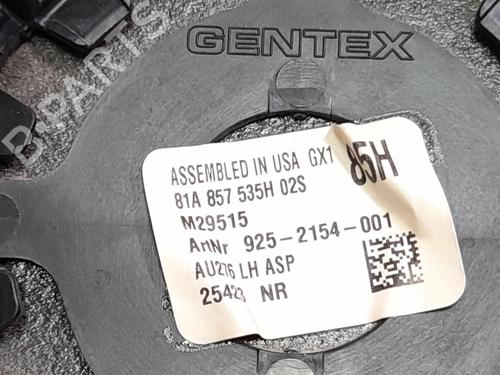 GENTEX
ASSEMBLED IN USA GX1
85H
81A 857 535H 02S
M29515
ArtNr 925-2154-001
AU276 LH ASP
25423 NR